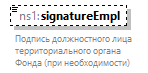 ns1:signatureEmpl
Подпись должностного лица
территориального органа
Фонда (при необходимости)